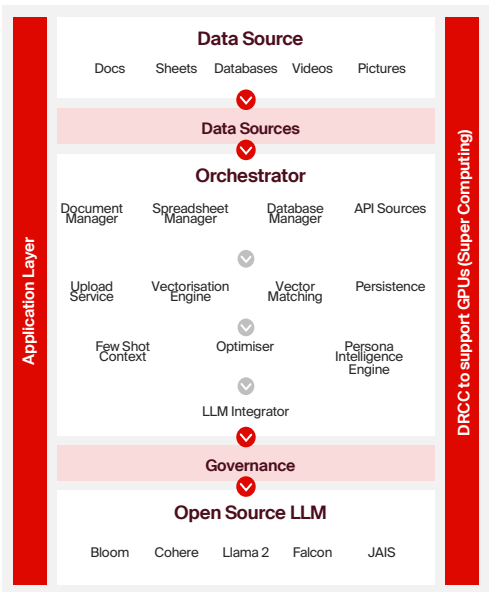 Data Source
Docs Sheets Databases Videos Pictures
Data Sources
Orchestrator
Document Manager Spreadsheet Manager Database Manager API Sources
Upload Service Vectorisation Engine Vector Matching Persistence
Few Shot Context Optimiser Persona Intelligence Engine
LLM Integrator
Governance
Open Source LLM
Bloom Cohere Llama 2 Falcon JAIS
Application Layer
DRCC to support GPUs (Super Computing)